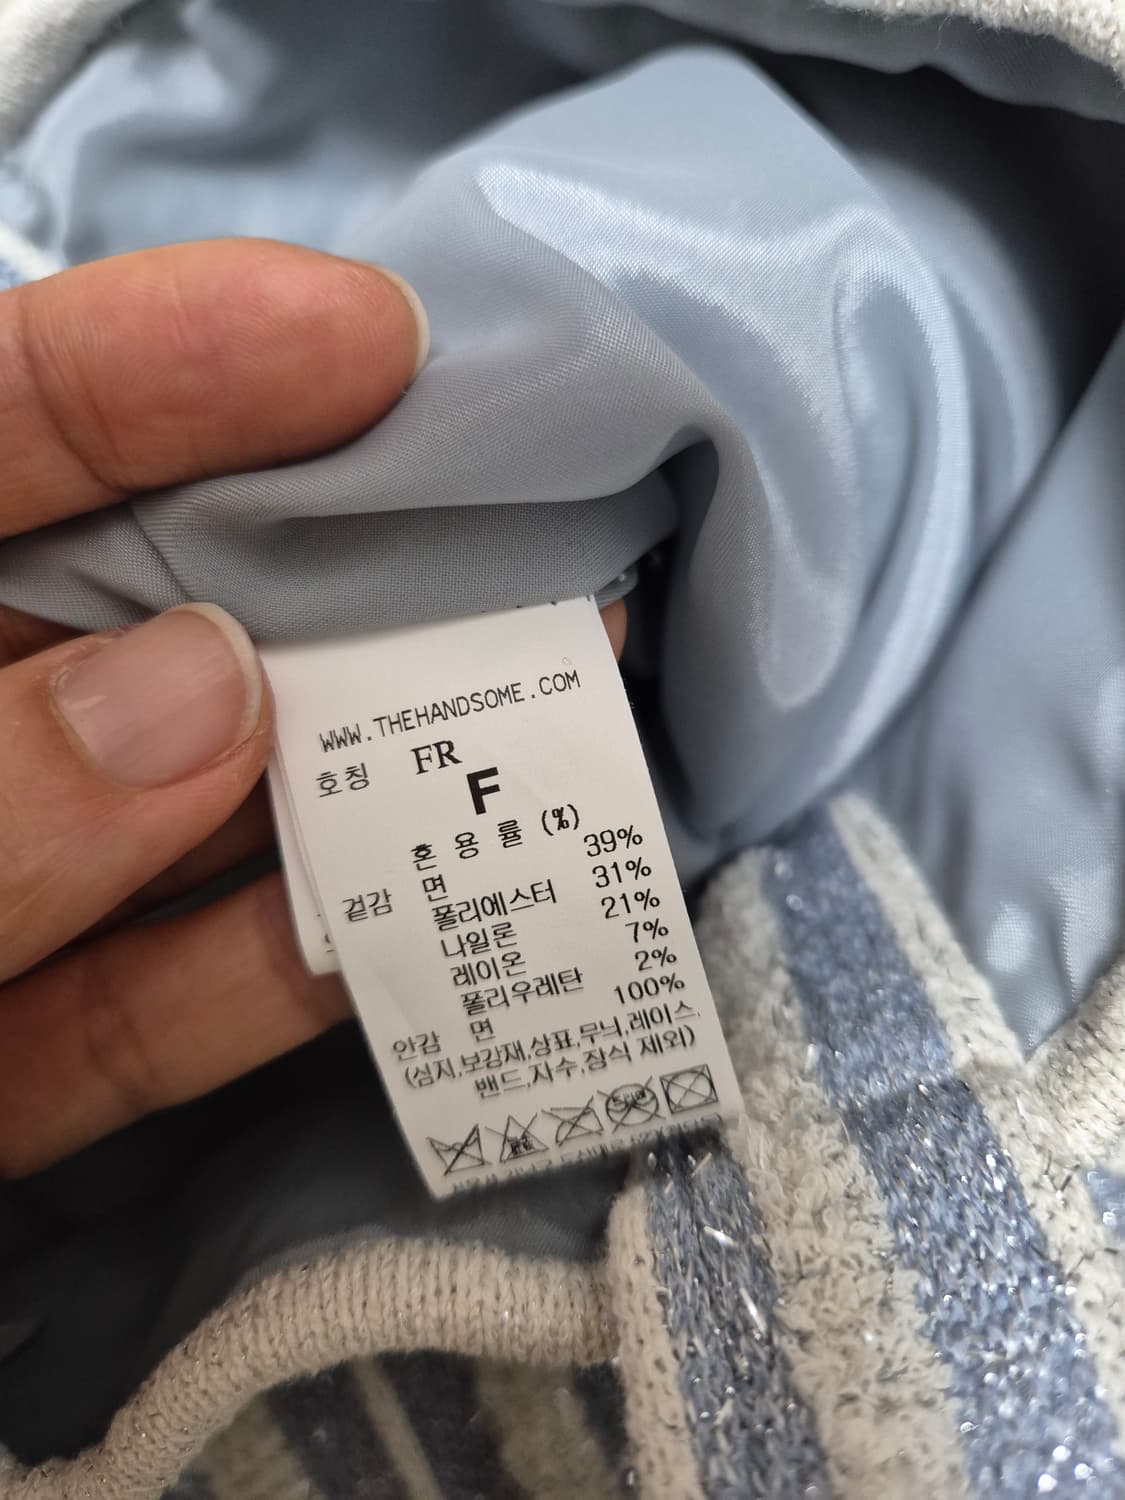 WWW.THEHANDSOME.COM
호칭 FR
F
혼 용 률 (%)
겉감 면 39%
폴리에스터 31%
나일론 21%
레이온 7%
폴리우레탄 2%
안감 면 100%
(심지,보강재,상표,무늬,레이스,
밴드,자수,장식 제외)